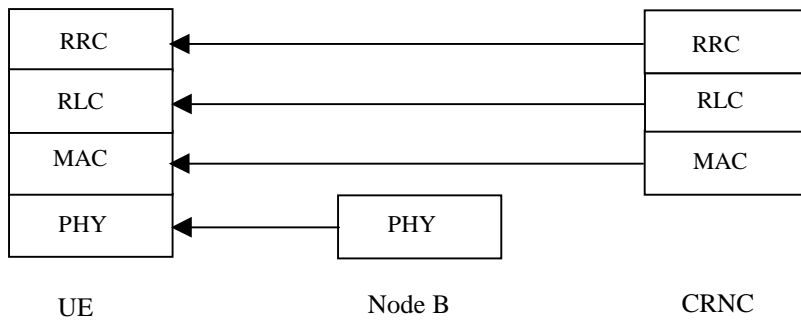 RRC RRC
RLC RLC
MAC MAC
PHY PHY
UE Node B CRNC